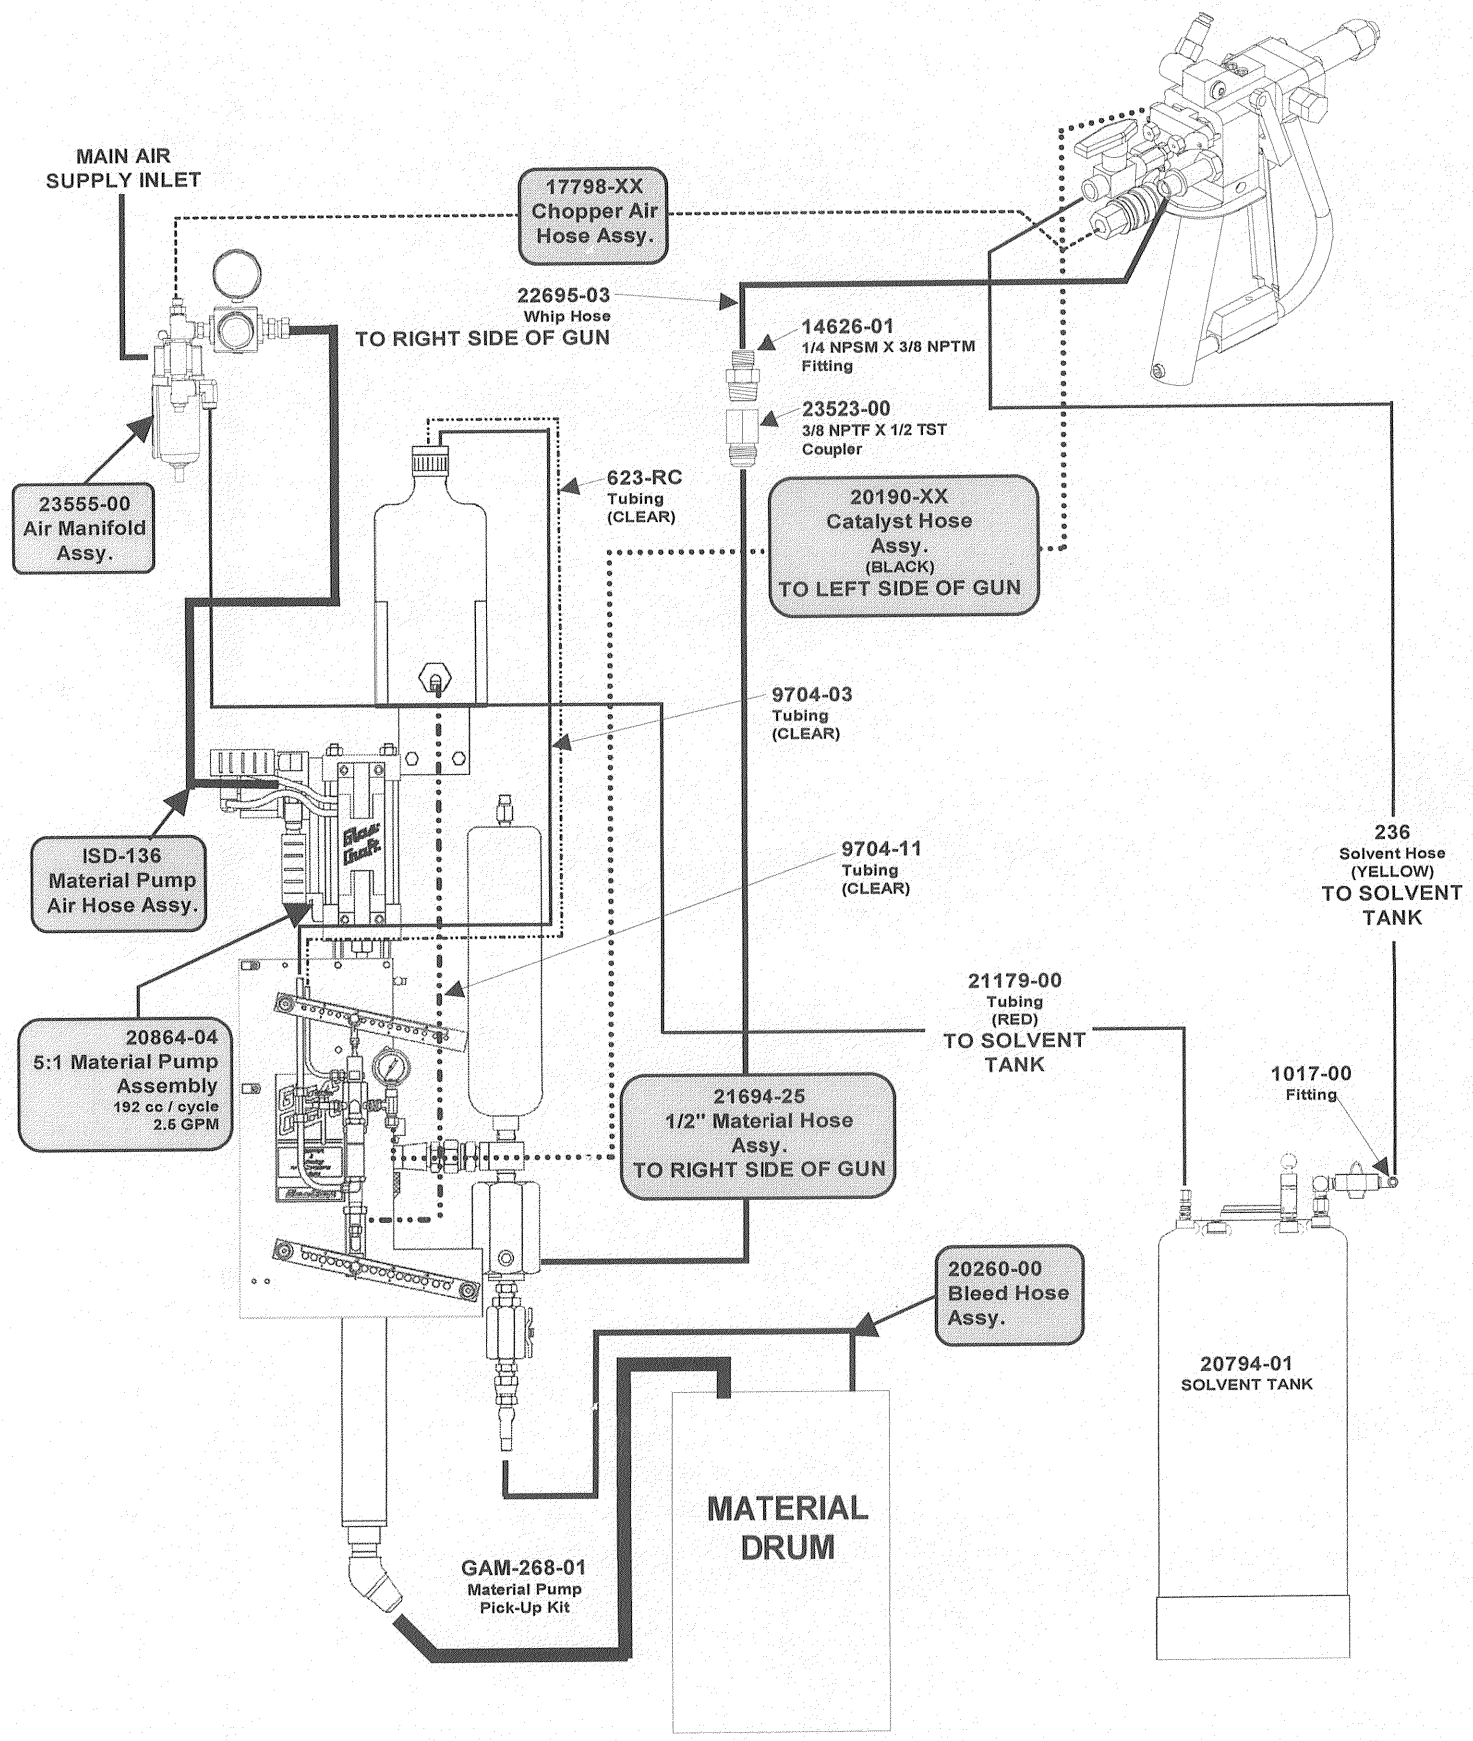 MAIN AIR
SUPPLY INLET
17798-XX
Chopper Air
Hose Assy.
22695-03
Whip Hose
TO RIGHT SIDE OF GUN
14626-01
1/4 NPSM X 3/8 NPTM
Fitting
23523-00
3/8 NPTF X 1/2 TST
Coupler
623-RC
Tubing
(CLEAR)
23555-00
Air Manifold
Assy.
20190-XX
Catalyst Hose
Assy.
(BLACK)
TO LEFT SIDE OF GUN
9704-03
Tubing
(CLEAR)
Glas
Craft
ISD-136
Material Pump
Air Hose Assy.
9704-11
Tubing
(CLEAR)
236
Solvent Hose
(YELLOW)
TO SOLVENT
TANK
21179-00
Tubing
(RED)
TO SOLVENT
TANK
20864-04
5:1 Material Pump
Assembly
192 cc / cycle
2.5 GPM
1017-00
Fitting
21694-25
1/2" Material Hose
Assy.
TO RIGHT SIDE OF GUN
20260-00
Bleed Hose
Assy.
20794-01
SOLVENT TANK
MATERIAL
DRUM
GAM-268-01
Material Pump
Pick-Up Kit